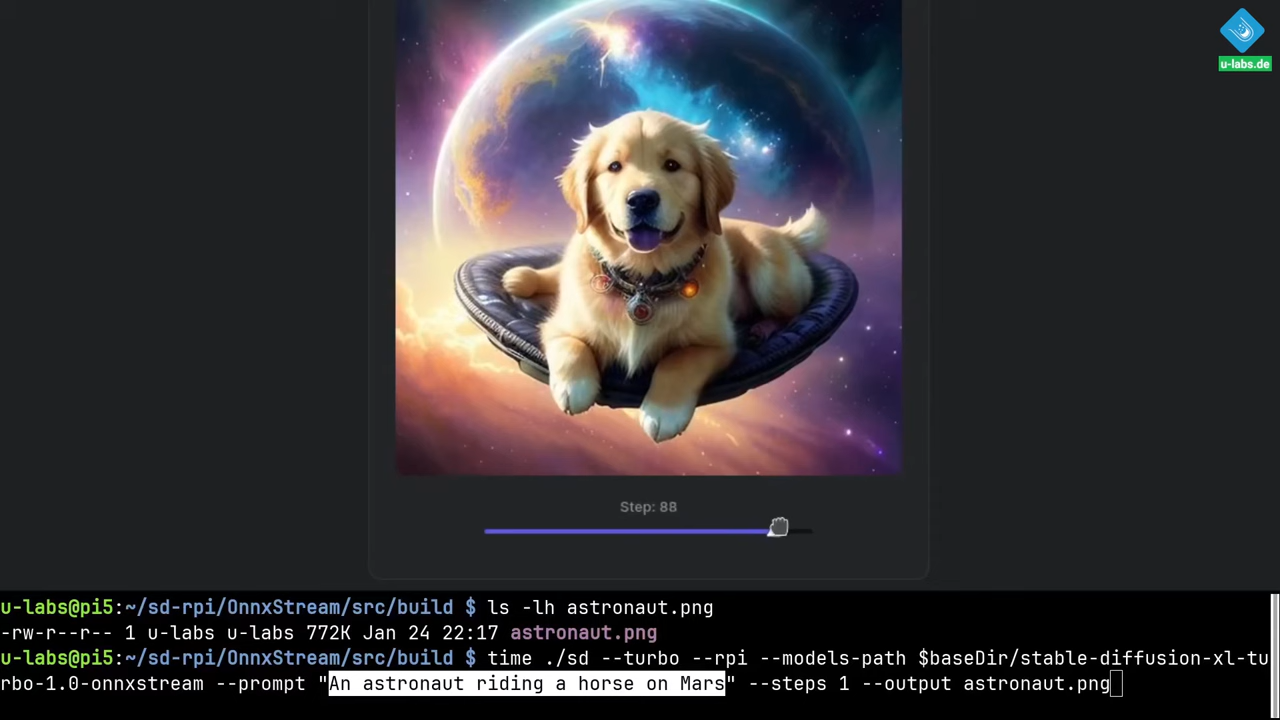 u-labs.de
Step: 88
u-labs@pi5:~/sd-rpi/OnnxStream/src/build $ ls -lh astronaut.png
-rw-r--r-- 1 u-labs u-labs 772K Jan 24 22:17 astronaut.png
u-labs@pi5:~/sd-rpi/OnnxStream/src/build $ time ./sd --turbo --rpi --models-path $baseDir/stable-diffusion-xl-tu
rbo-1.0-onnxstream --prompt "An astronaut riding a horse on Mars" --steps 1 --output astronaut.png